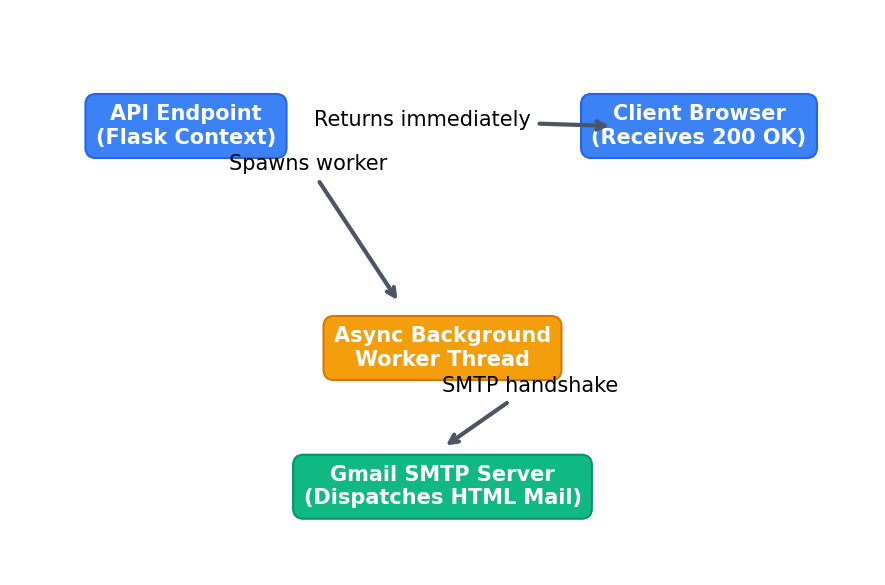 API Endpoint
(Flask Context)
Returns immediately
Client Browser
(Receives 200 OK)
Spawns worker
Async Background
Worker Thread
SMTP handshake
Gmail SMTP Server
(Dispatches HTML Mail)